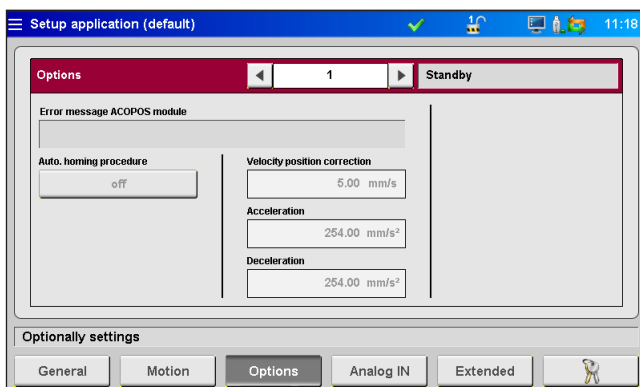 Setup application (default)
11:18
Options
1
Standby
Error message ACOPOS module
Auto. homing procedure
off
Velocity position correction
5.00 mm/s
Acceleration
254.00 mm/s²
Deceleration
254.00 mm/s²
Optionally settings
General
Motion
Options
Analog IN
Extended